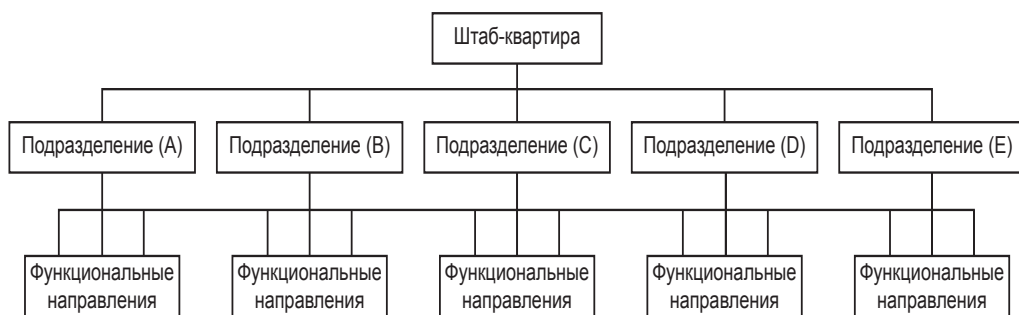 Штаб-квартира
Подразделение (A)
Подразделение (B)
Подразделение (C)
Подразделение (D)
Подразделение (E)
Функциональные
направления
Функциональные
направления
Функциональные
направления
Функциональные
направления
Функциональные
направления